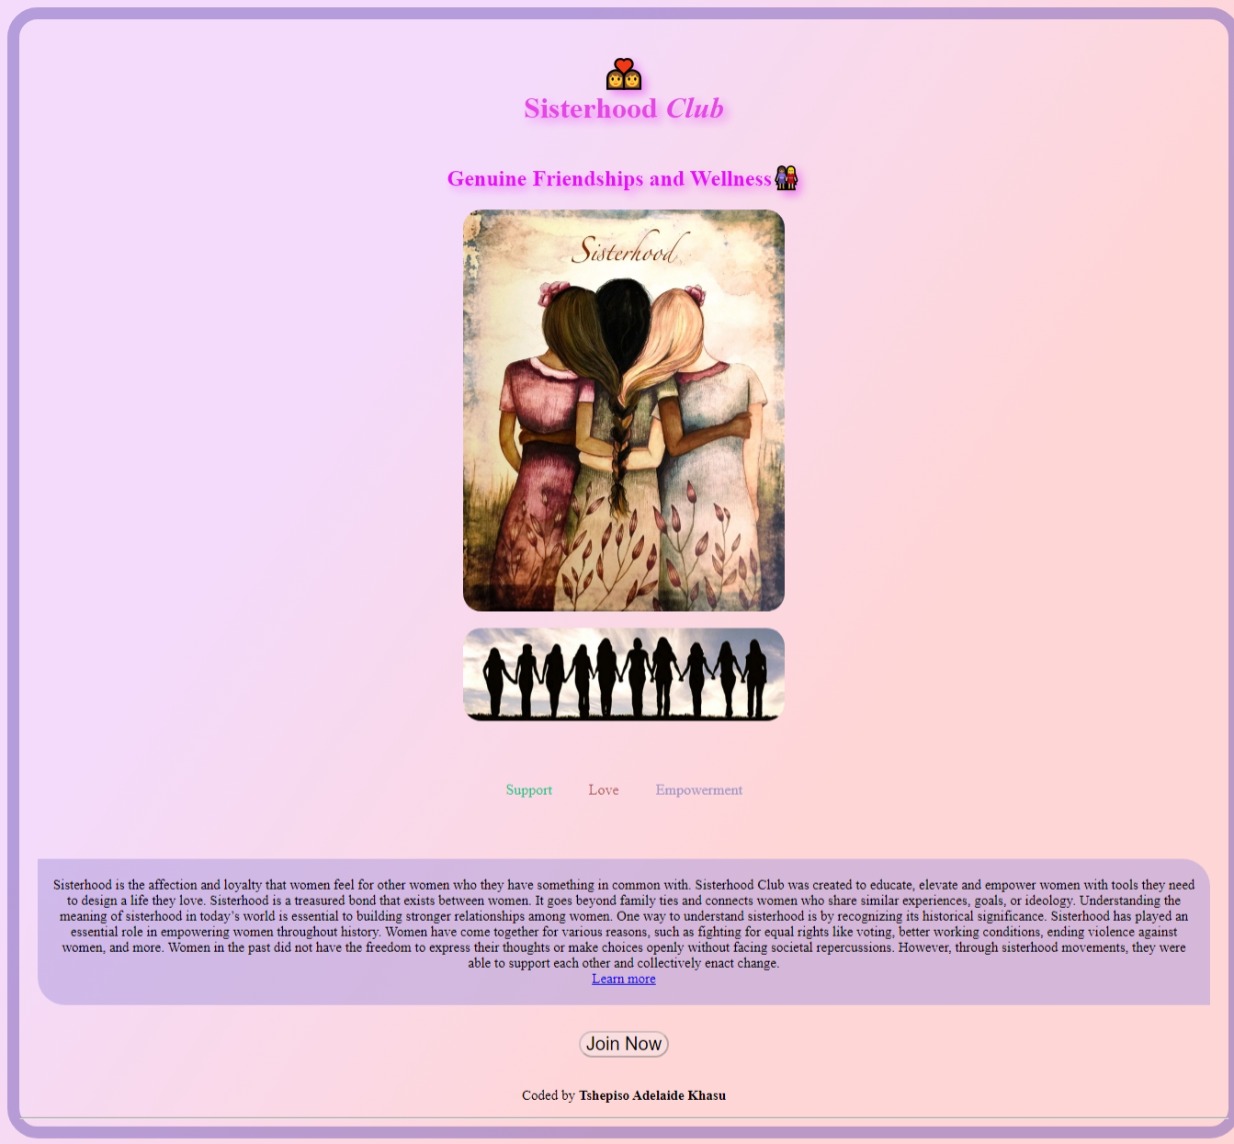 Sisterhood Club
Genuine Friendships and Wellness
Sisterhood
Support Love Empowerment
Sisterhood is the affection and loyalty that women feel for other women who they have something in common with. Sisterhood Club was created to educate, elevate and empower women with tools they need
to design a life they love. Sisterhood is a treasured bond that exists between women. It goes beyond family ties and connects women who share similar experiences, goals, or ideology. Understanding the
meaning of sisterhood in today's world is essential to building stronger relationships among women. One way to understand sisterhood is by recognizing its historical significance. Sisterhood has played an
essential role in empowering women throughout history. Women have come together for various reasons, such as fighting for equal rights like voting, better working conditions, ending violence against
women, and more. Women in the past did not have the freedom to express their thoughts or make choices openly without facing societal repercussions. However, through sisterhood movements, they were
able to support each other and collectively enact change.
Learn more
Join Now
Coded by Tshepiso Adelaide Khasu